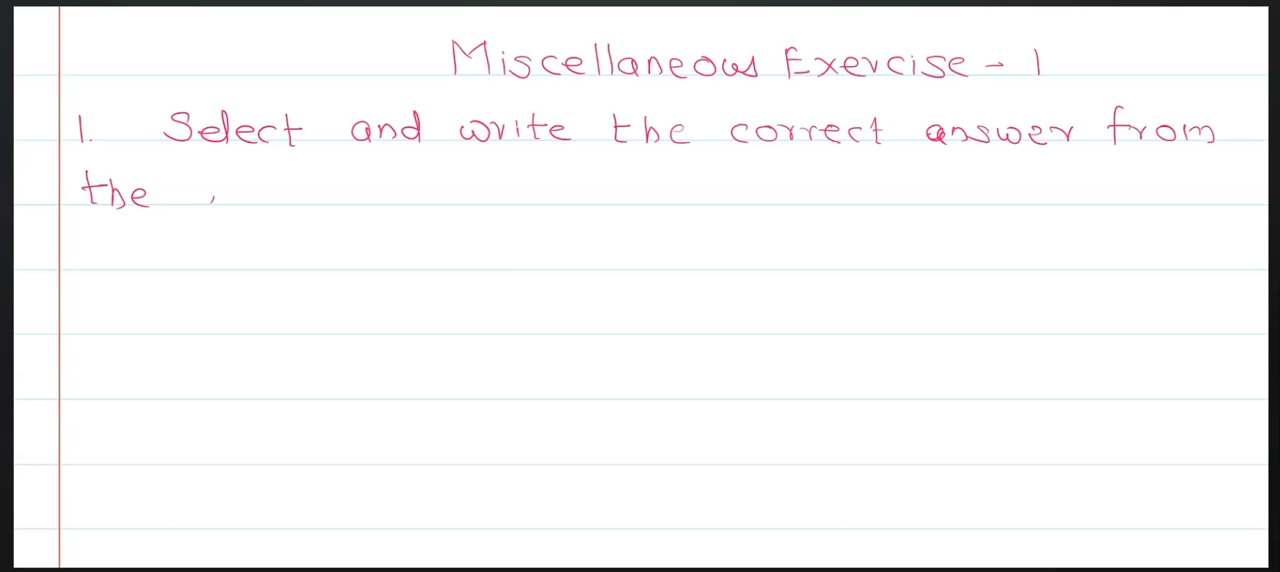 Miscellaneous Exercise - 1
1. Select and write the correct answer from
the